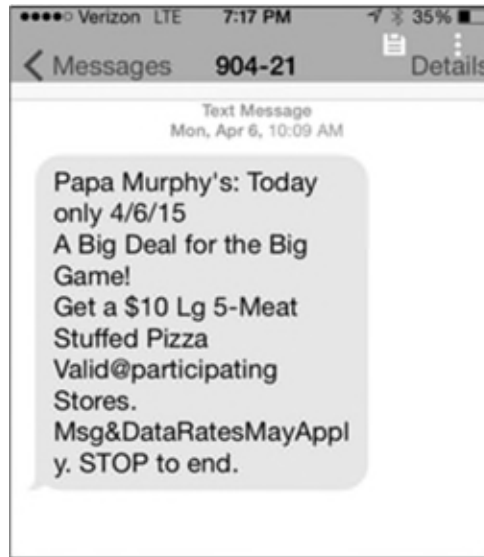 Verizon LTE 7:17 PM 35%
Messages 904-21 Details
Text Message
Mon, Apr 6, 10:09 AM
Papa Murphy's: Today
only 4/6/15
A Big Deal for the Big
Game!
Get a $10 Lg 5-Meat
Stuffed Pizza
Valid@participating
Stores.
Msg&DataRatesMayAppl
y. STOP to end.